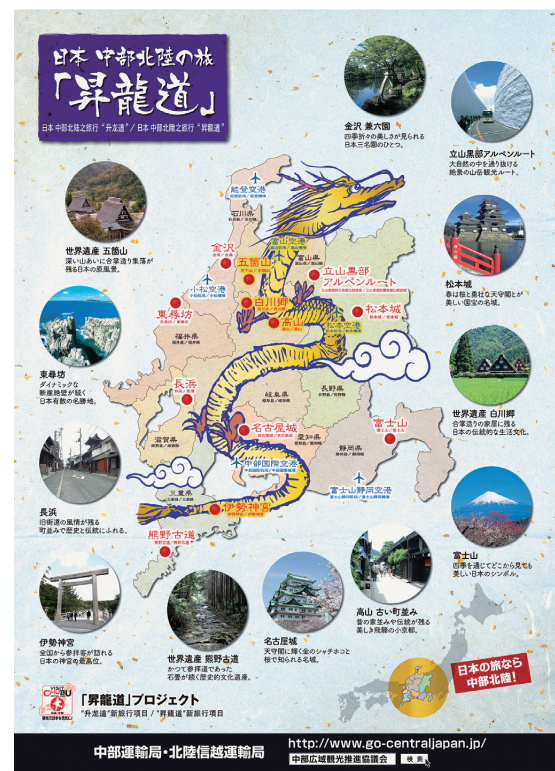 日本 中部北陸の旅
「昇龍道」
日本 中部北陸之旅行 "升龙道" / 日本 中部北陸之旅行 "昇龍道"
金沢 兼六園
四季折々の美しさが見られる
日本三名園のひとつ。
立山黒部アルペンルート
大自然の中を通り抜ける
絶景の山岳観光ルート。
世界遺産 五箇山
深い山あいに合掌造り集落が
残る日本の原風景。
松本城
春は桜と勇壮な天守閣とが
美しい国宝の名城。
東尋坊
ダイナミックな
断崖絶壁が続く
日本有数の名勝地。
世界遺産 白川郷
合掌造りの家屋に残る
日本の伝統的な生活文化。
長浜
旧街道の風情が残る
町並みで歴史と伝統にふれる。
富士山
四季を通じてどこから見ても
美しい日本のシンボル。
伊勢神宮
全国から参拝客が訪れる
日本の神宮の最高位。
世界遺産 熊野古道
かつて参拝道であった
石畳が続く歴史的文化遺産。
名古屋城
天守閣に輝く金のシャチホコと
桜で知られる名城。
高山 古い町並み
昔の家並みや伝統が残る
美しき飛騨の小京都。
能登空港
石川県
金沢
五箇山
富山空港
富山県
立山黒部
アルペンルート
小松空港
東尋坊
白川郷
高山
松本城
松本空港
福井県
長浜
岐阜県
長野県
滋賀県
名古屋城
愛知県
静岡県
富士山
中部国際空港
富士山静岡空港
三重県
伊勢神宮
熊野古道
日本の旅なら
中部北陸!
VISIT
CHUBU
「昇龍道」プロジェクト
"升龙道"新旅行項目 / "昇龍道"新旅行項目
中部運輸局・北陸信越運輸局
http://www.go-centraljapan.jp/
中部広域観光推進協議会 検索